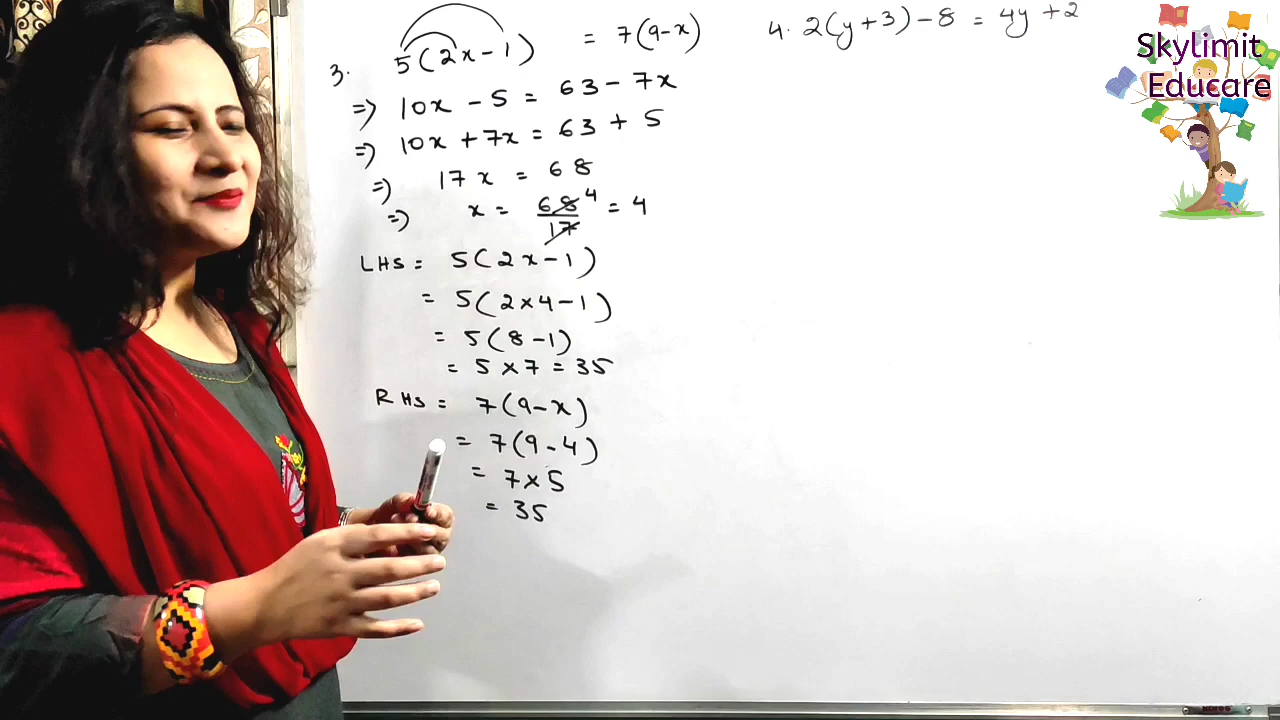 3. 5(2x-1) = 7(9-x)
=> 10x - 5 = 63 - 7x
=> 10x + 7x = 63 + 5
=> 17x = 68
=> x = 68/17 4 = 4
LHS = 5(2x-1)
= 5(2×4-1)
= 5(8-1)
= 5×7 = 35
RHS = 7(9-x)
= 7(9-4)
= 7×5
= 35
4. 2(y+3)-8 = 4y+2
Skylimit
Educare